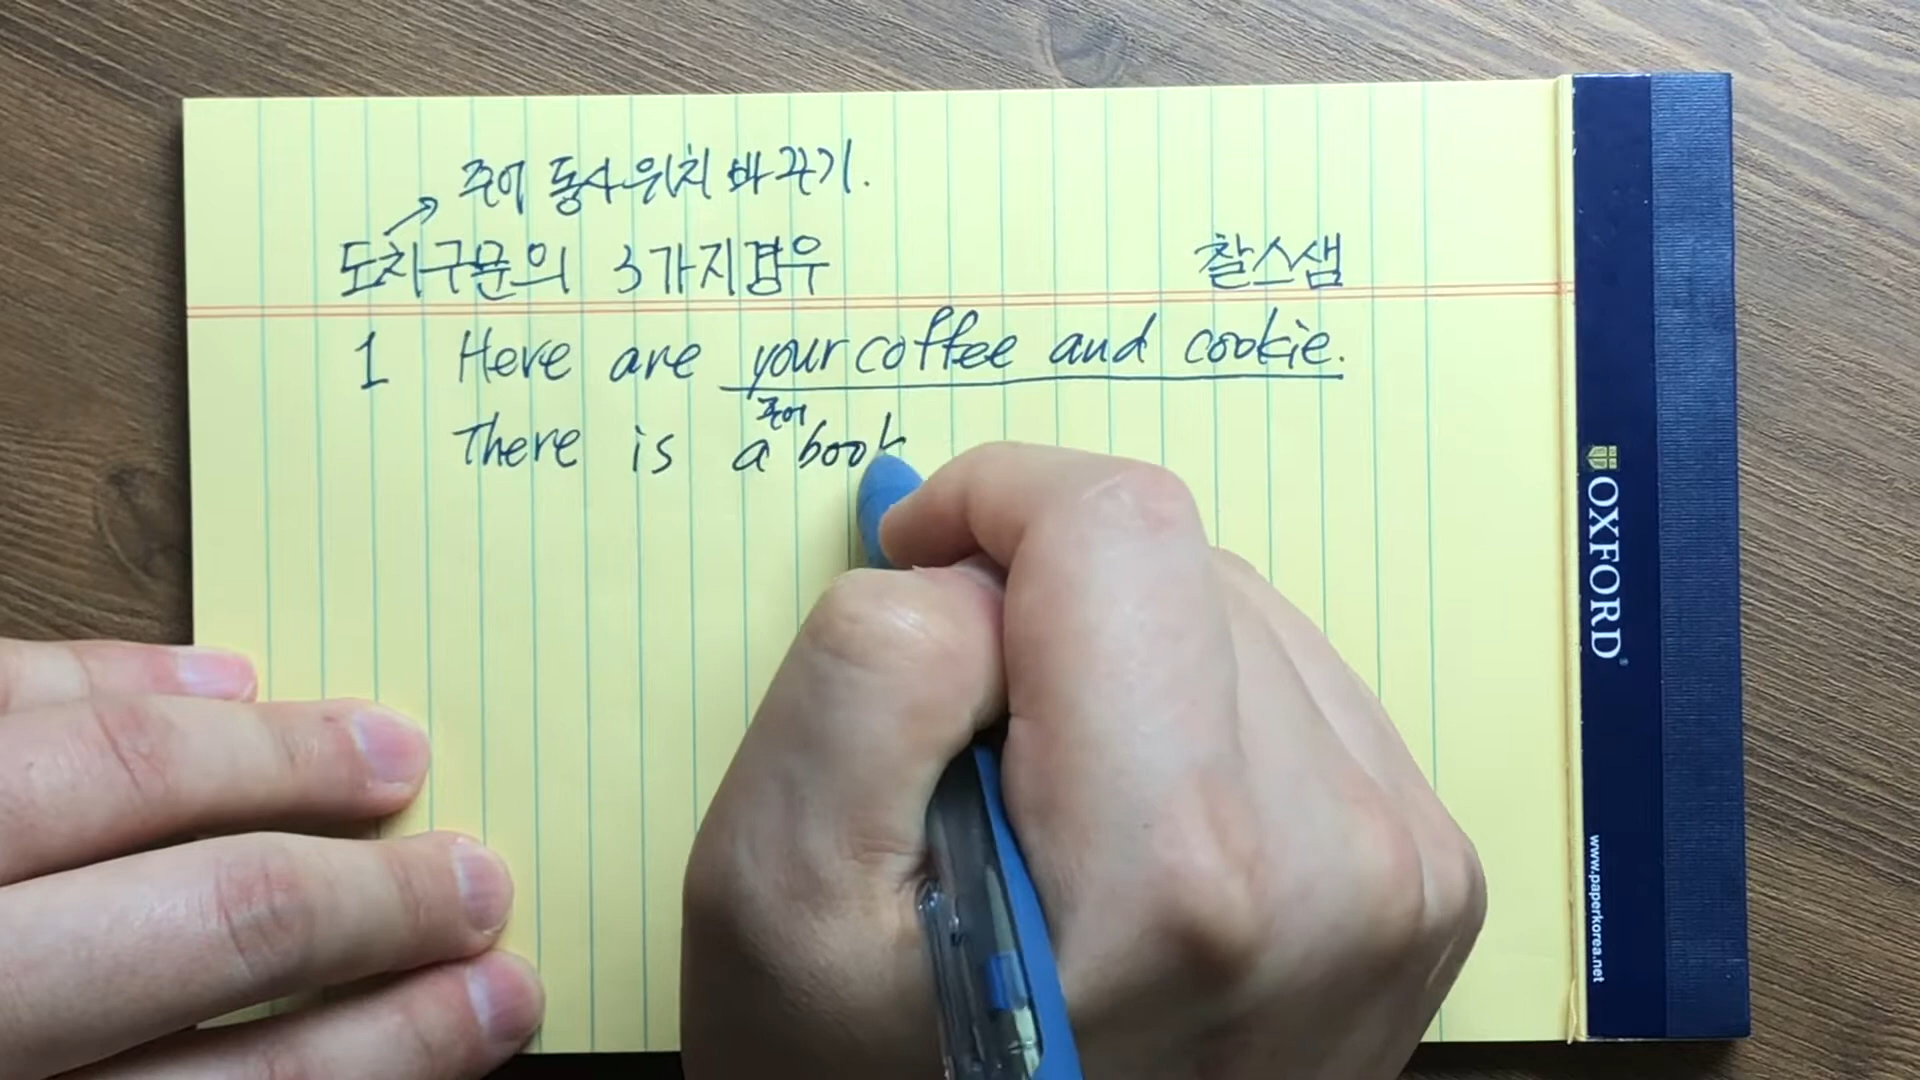 주어 동사 위치 바꾸기.
도치구문의 3가지경우
찰스샘
1 Here are your coffee and cookie.
주어
There is a book
OXFORD®
www.paperkorea.net